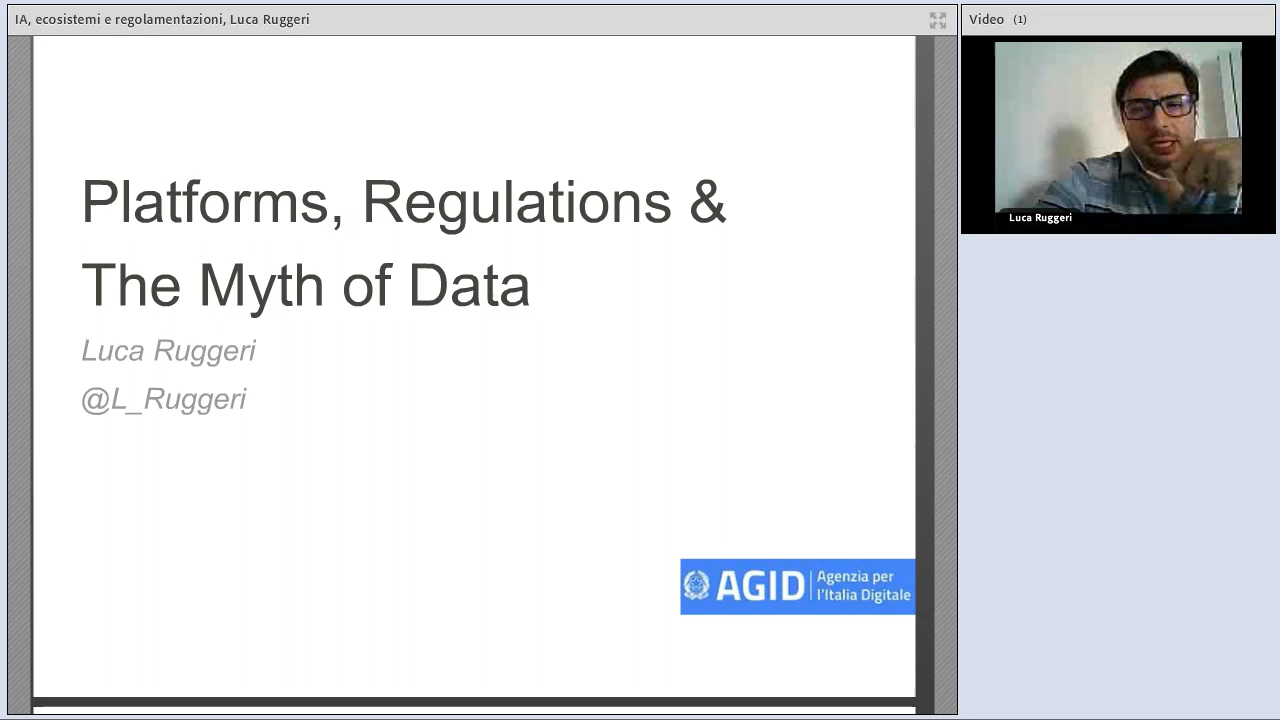 IA, ecosistemi e regolamentazioni, Luca Ruggeri
Video (1)
Platforms, Regulations &
The Myth of Data
Luca Ruggeri
@L_Ruggeri
AGID
Agenzia per
l'Italia Digitale
Luca Ruggeri